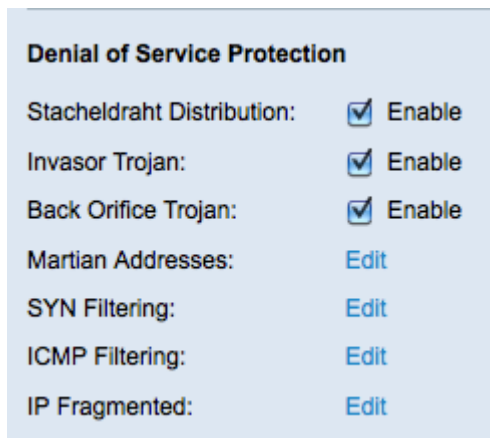 Denial of Service Protection
Stacheldraht Distribution: Enable
Invasor Trojan: Enable
Back Orifice Trojan: Enable
Martian Addresses: Edit
SYN Filtering: Edit
ICMP Filtering: Edit
IP Fragmented: Edit